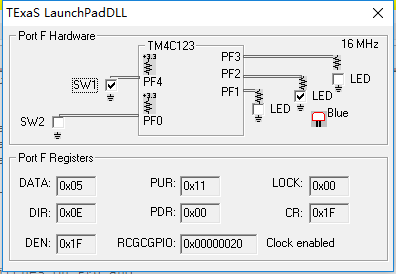 TExaS LaunchPadDLL
Port F Hardware
TM4C123
16 MHz
+3.3
PF3
SW1
PF4
PF2
LED
+3.3
PF1
LED
SW2
PF0
LED
Blue
Port F Registers
DATA: 0x05 PUR: 0x11 LOCK: 0x00
DIR: 0x0E PDR: 0x00 CR: 0x1F
DEN: 0x1F RCGCGPIO: 0x00000020 Clock enabled